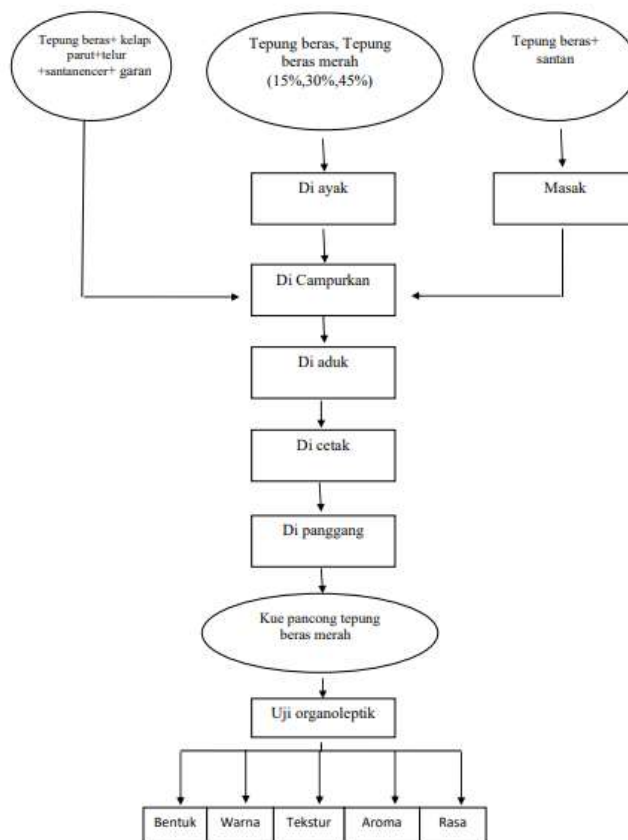 Tepung beras+ kelapa
parut+telur
+santanencer+ garam
Tepung beras, Tepung
beras merah
(15%,30%,45%)
Tepung beras+
santan
Di ayak
Masak
Di Campurkan
Di aduk
Di cetak
Di panggang
Kue pancong tepung
beras merah
Uji organoleptik
Bentuk
Warna
Tekstur
Aroma
Rasa